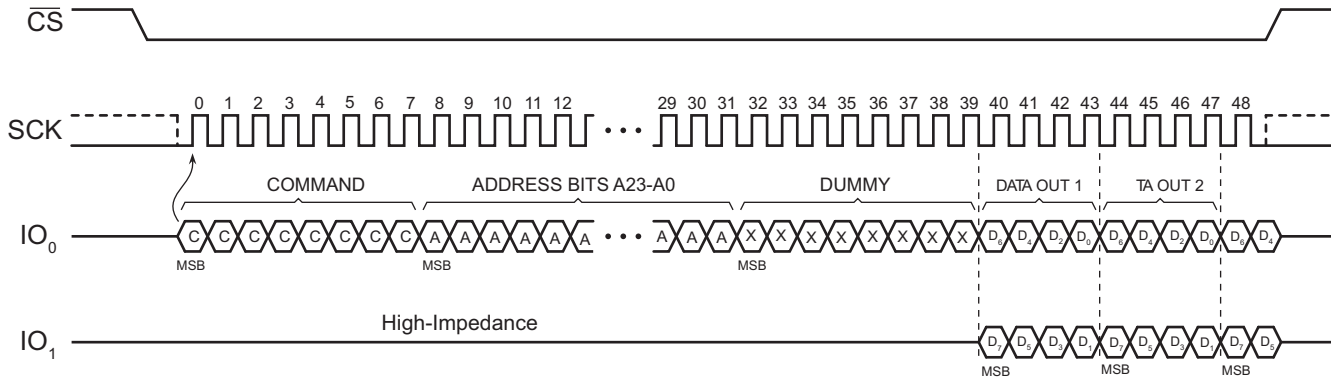 CS
0 1 2 3 4 5 6 7 8 9 10 11 12 29 30 31 32 33 34 35 36 37 38 39 40 41 42 43 44 45 46 47 48
SCK
COMMAND ADDRESS BITS A23-A0 DUMMY DATA OUT 1 TA OUT 2
IO0 C C C C C C C C A A A A A A A A A X X X X X X X X D6 D4 D2 D0 D6 D4 D2 D0 D6 D4
MSB MSB MSB
High-Impedance
IO1 D7 D5 D3 D1 D7 D5 D3 D1 D7 D5
MSB MSB MSB